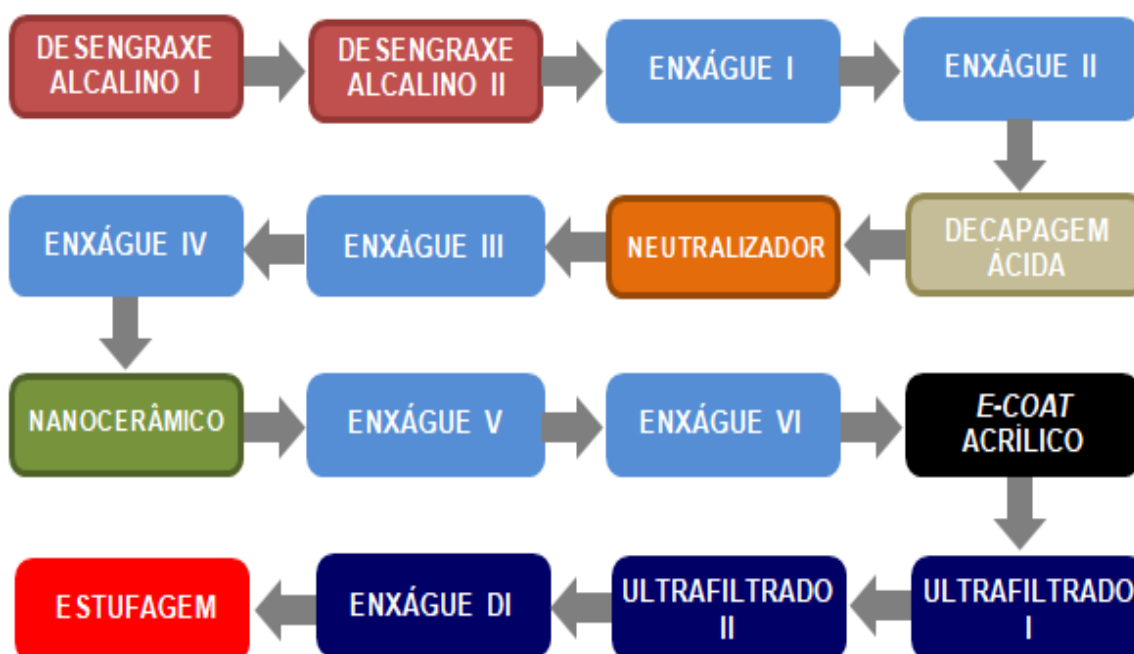 DESENGRAXE
ALCALINO I
DESENGRAXE
ALCALINO II
ENXÁGUE I
ENXÁGUE II
DECAPAGEM
ÁCIDA
NEUTRALIZADOR
ENXÁGUE III
ENXÁGUE IV
NANOCERÂMICO
ENXÁGUE V
ENXÁGUE VI
E-COAT
ACRÍLICO
ULTRAFILTRADO
I
ULTRAFILTRADO
II
ENXÁGUE DI
ESTUFAGEM